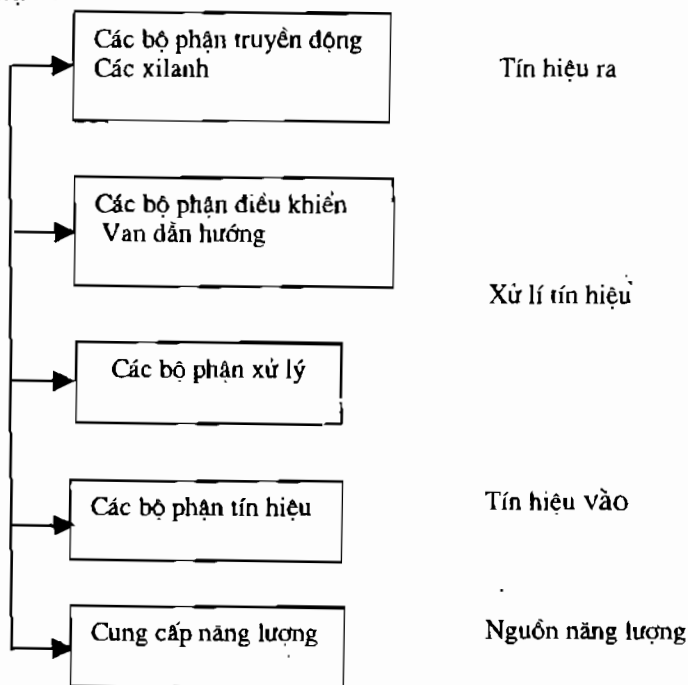 Các bộ phận truyền động
Các xilanh
Tín hiệu ra
Các bộ phận điều khiển
Van dẫn hướng
Xử lí tín hiệu
Các bộ phận xử lý
Các bộ phận tín hiệu
Tín hiệu vào
Cung cấp năng lượng
Nguồn năng lượng